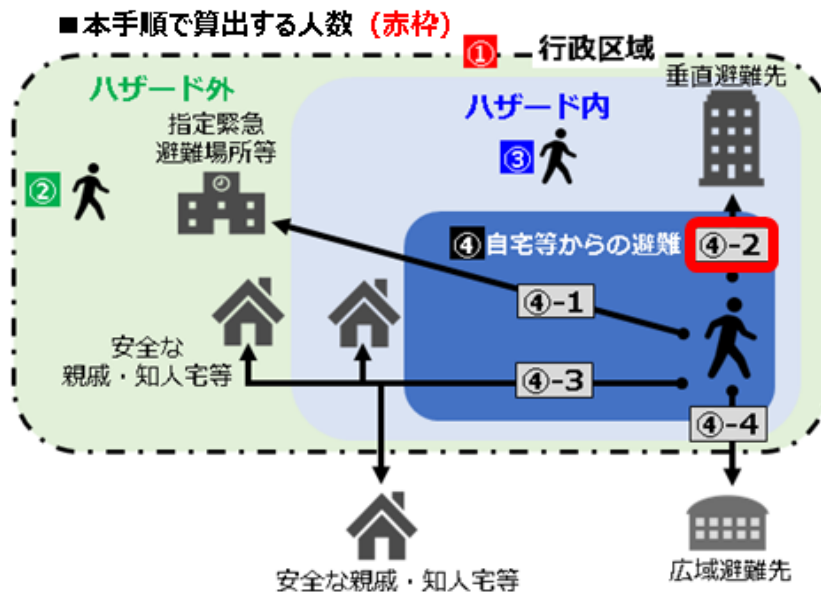 ■本手順で算出する人数（赤枠）
① 行政区域
ハザード外
垂直避難先
ハザード内
指定緊急
避難場所等
③
②
④自宅等からの避難
④-2
④-1
安全な
親戚・知人宅等
④-3
④-4
安全な親戚・知人宅等
広域避難先